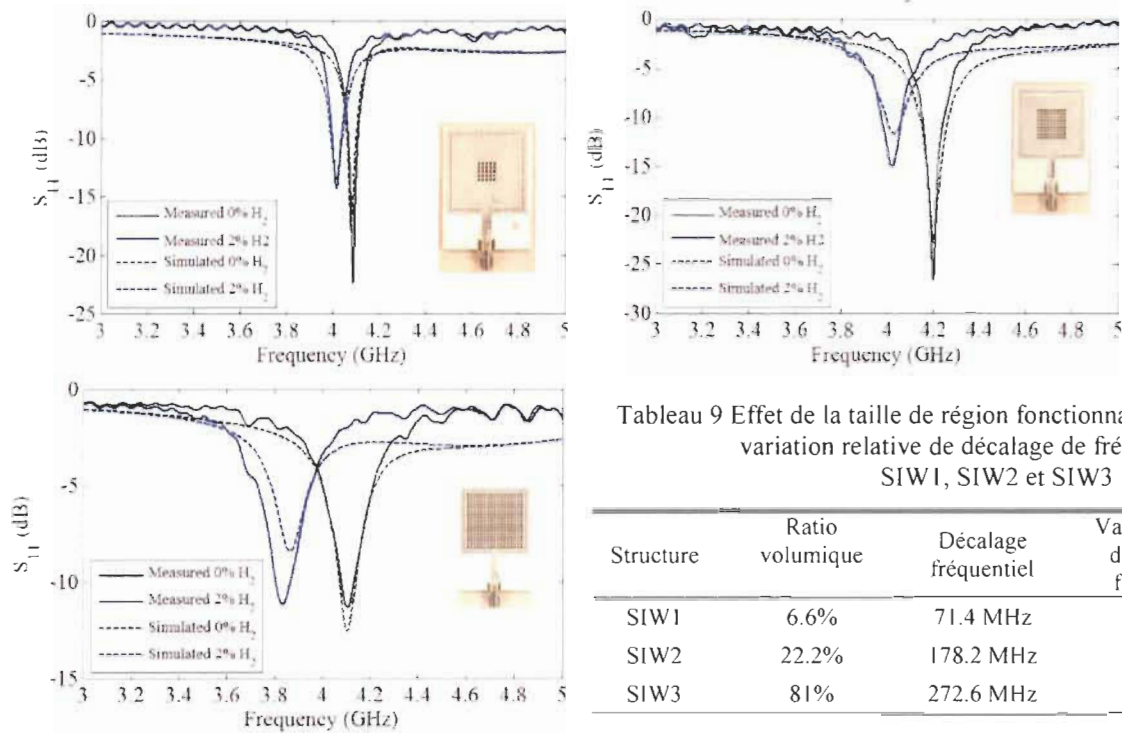 0
-5
-10
-15
-20
-25
S11 (dB)
Measured 0% H2
Measured 2% H2
Simulated 0% H2
Simulated 2% H2
3 3.2 3.4 3.6 3.8 4 4.2 4.4 4.6 4.8 5
Frequency (GHz)
0
-5
-10
-15
-20
-25
-30
S11 (dB)
Measured 0% H2
Measured 2% H2
Simulated 0% H2
Simulated 2% H2
3 3.2 3.4 3.6 3.8 4 4.2 4.4 4.6 4.8 5
Frequency (GHz)
0
-5
-10
-15
S11 (dB)
Measured 0% H2
Measured 2% H2
Simulated 0% H2
Simulated 2% H2
3 3.2 3.4 3.6 3.8 4 4.2 4.4 4.6 4.8 5
Frequency (GHz)
Tableau 9 Effet de la taille de région fonctionna
variation relative de décalage de fré
SIW1, SIW2 et SIW3
Structure Ratio volumique Décalage fréquentiel Va d f
SIW1 6.6% 71.4 MHz
SIW2 22.2% 178.2 MHz
SIW3 81% 272.6 MHz